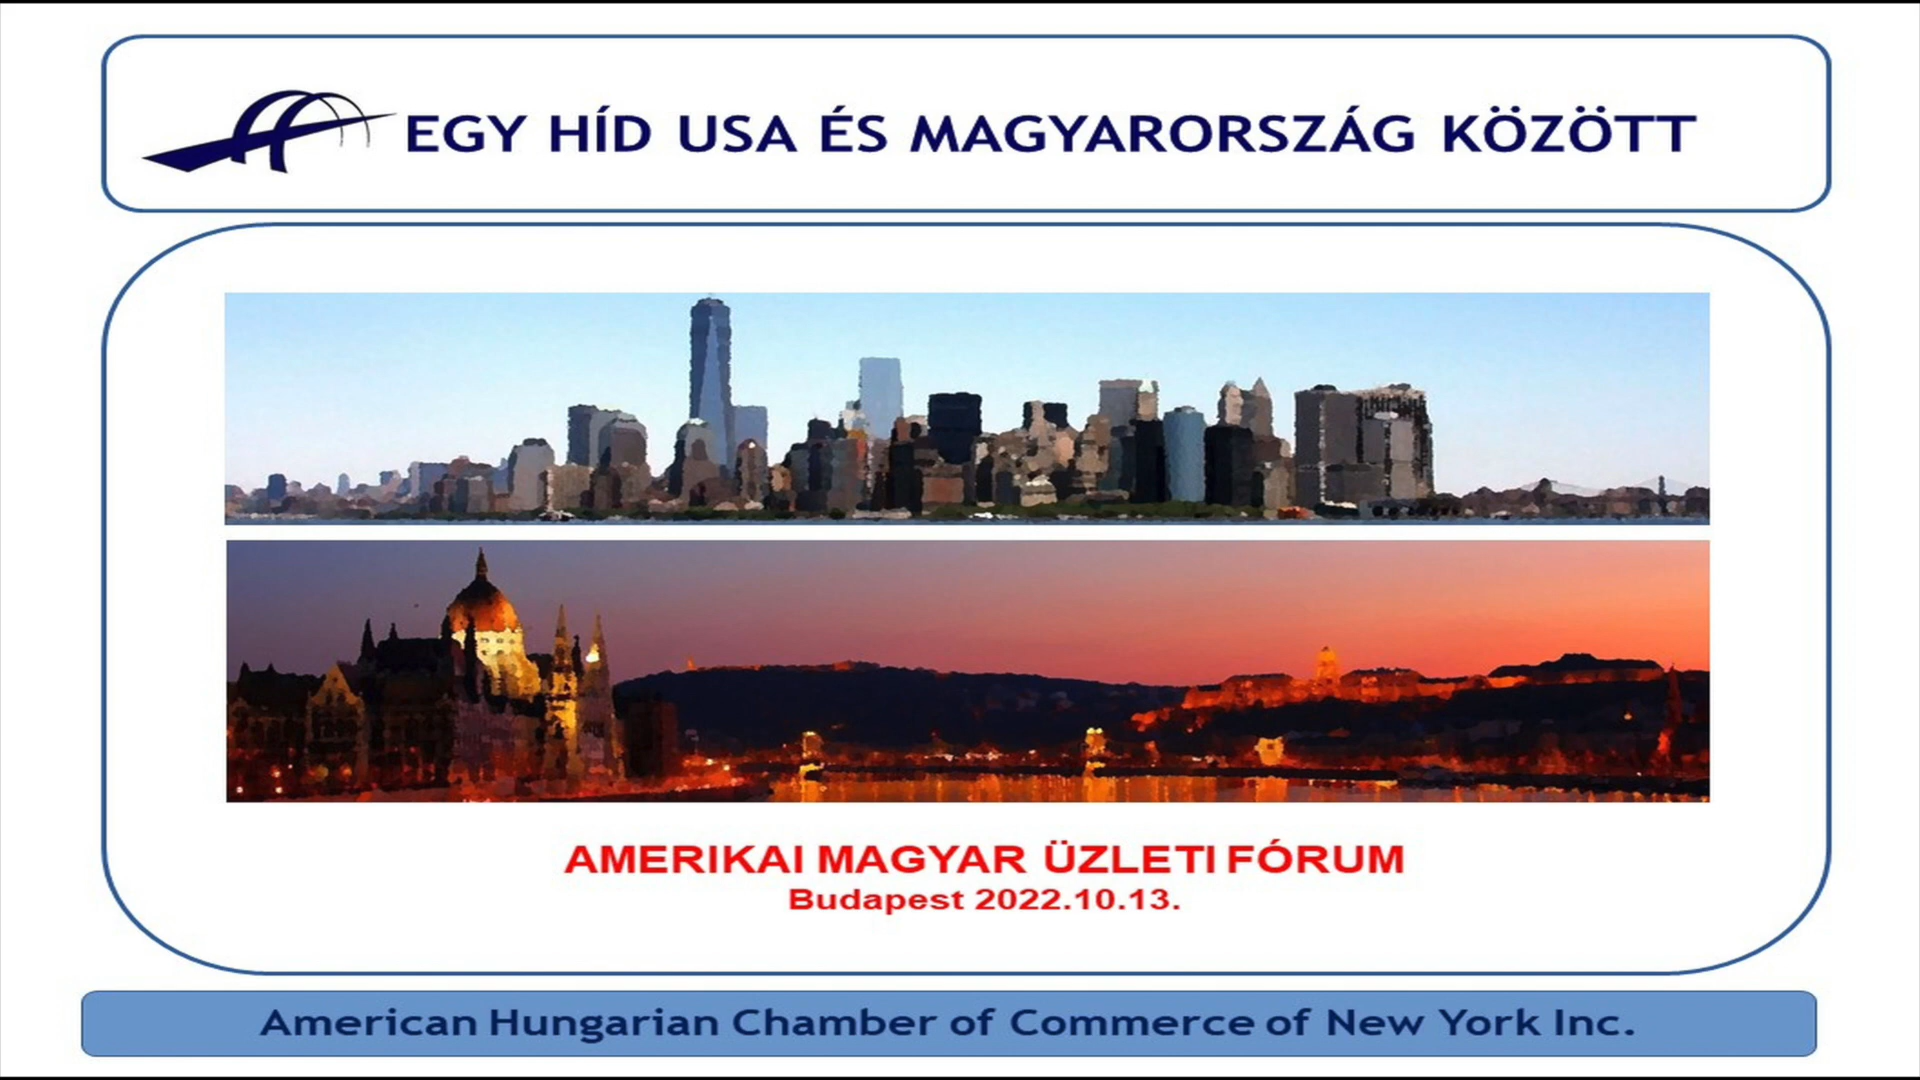 EGY HÍD USA ÉS MAGYARORSZÁG KÖZÖTT
AMERIKAI MAGYAR ÜZLETI FÓRUM
Budapest 2022.10.13.
American Hungarian Chamber of Commerce of New York Inc.